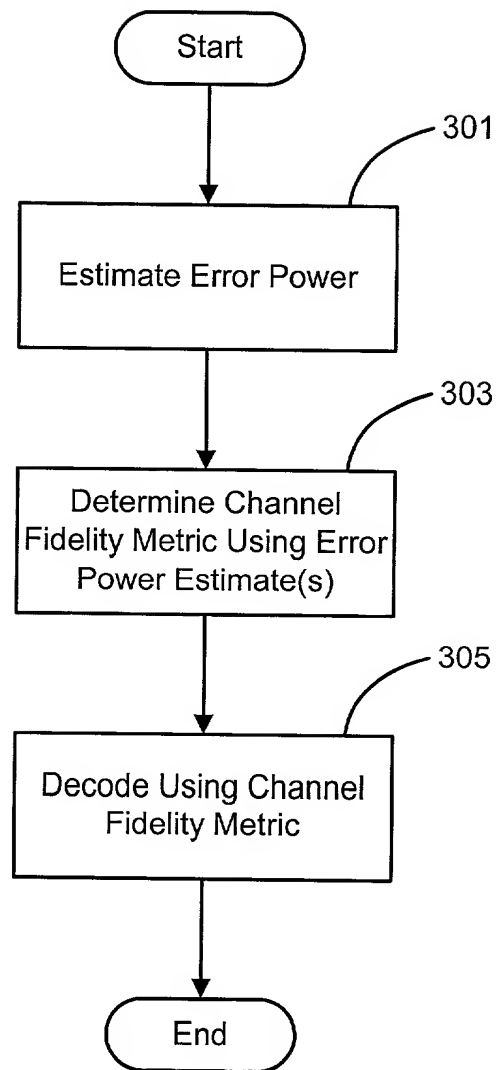 Start
301
Estimate Error Power
303
Determine Channel
Fidelity Metric Using Error
Power Estimate(s)
305
Decode Using Channel
Fidelity Metric
End